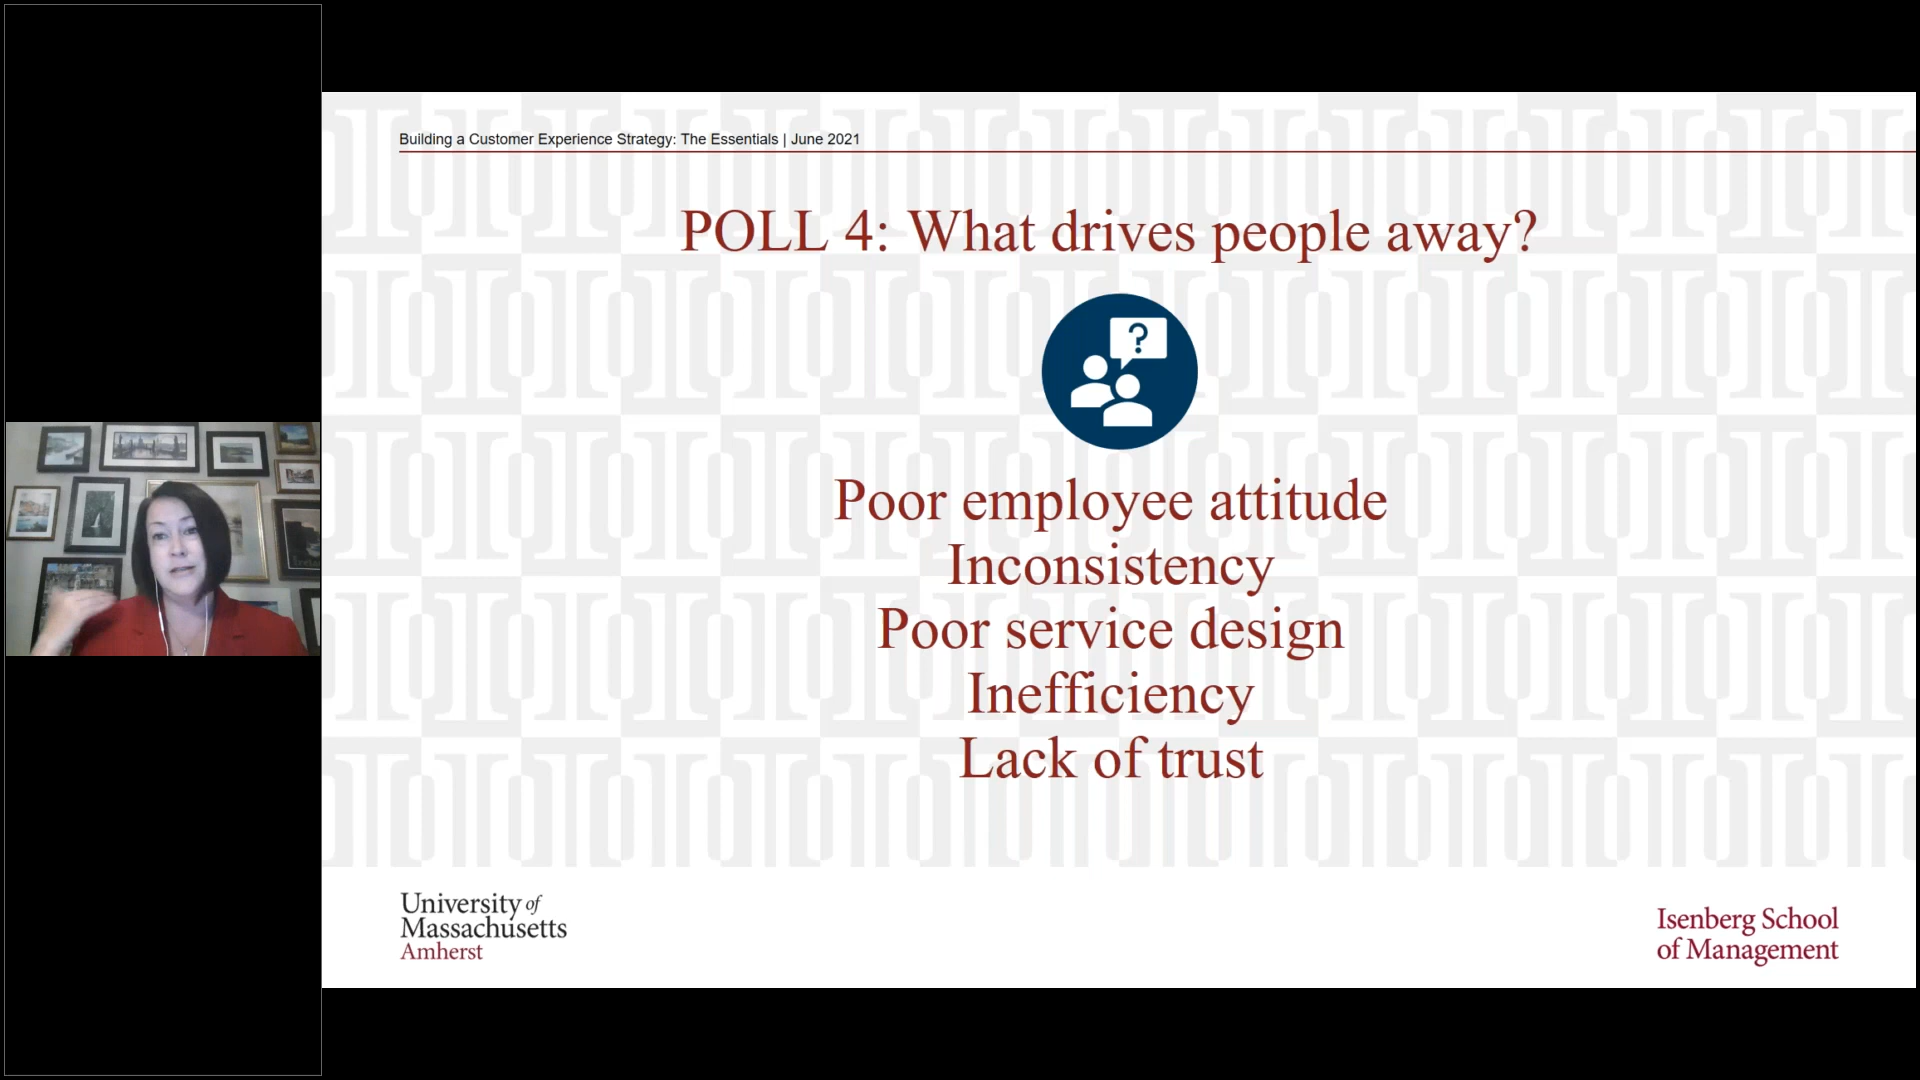 Building a Customer Experience Strategy: The Essentials | June 2021
POLL 4: What drives people away?
?
Poor employee attitude
Inconsistency
Poor service design
Inefficiency
Lack of trust
University of
Massachusetts
Amherst
Isenberg School
of Management